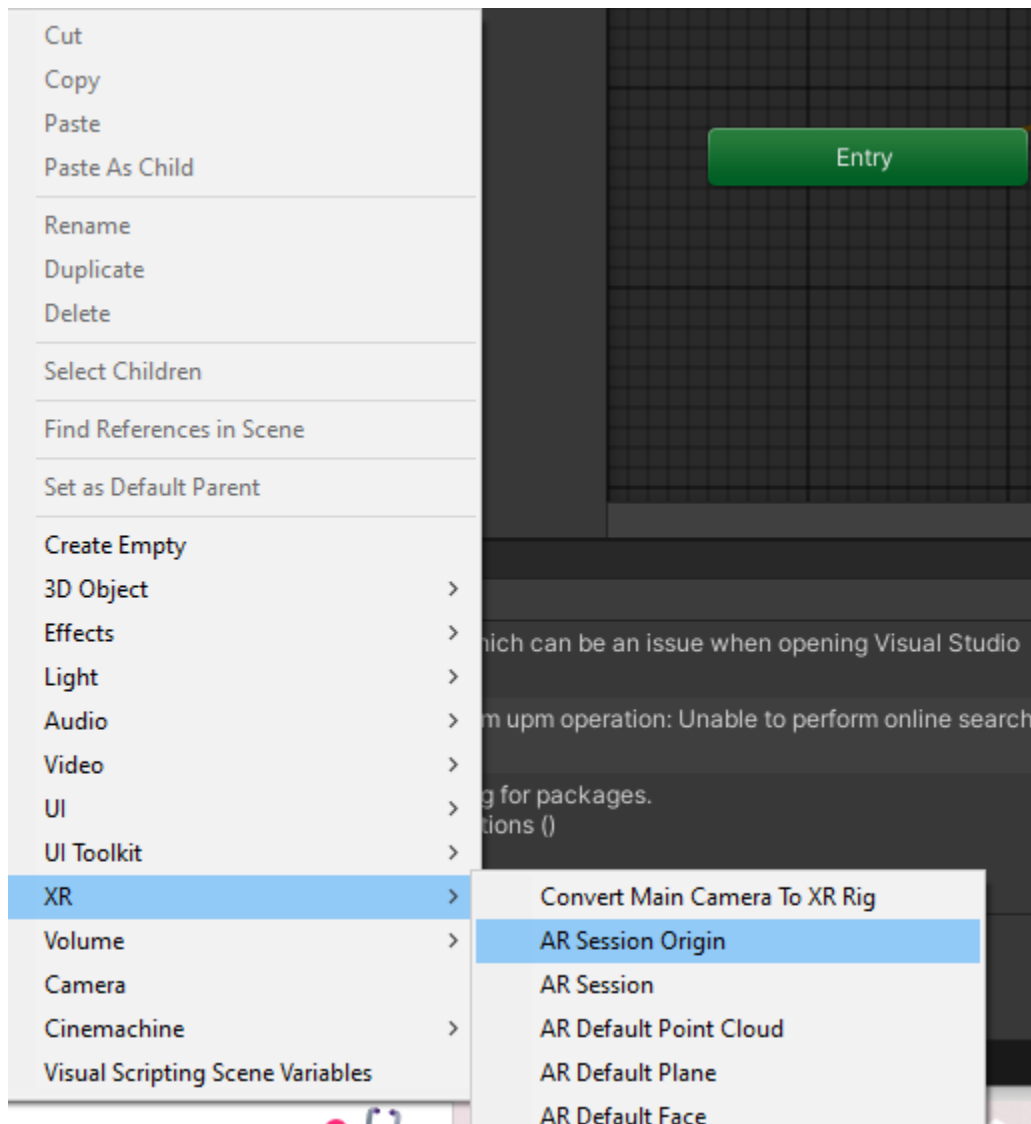 Cut
Copy
Paste
Paste As Child
Rename
Duplicate
Delete
Select Children
Find References in Scene
Set as Default Parent
Create Empty
3D Object
Effects
Light
Audio
Video
UI
UI Toolkit
XR
Volume
Camera
Cinemachine
Visual Scripting Scene Variables
Convert Main Camera To XR Rig
AR Session Origin
AR Session
AR Default Point Cloud
AR Default Plane
AR Default Face
Entry
can be an issue when opening Visual Studio
upm operation: Unable to perform online search
for packages.
()